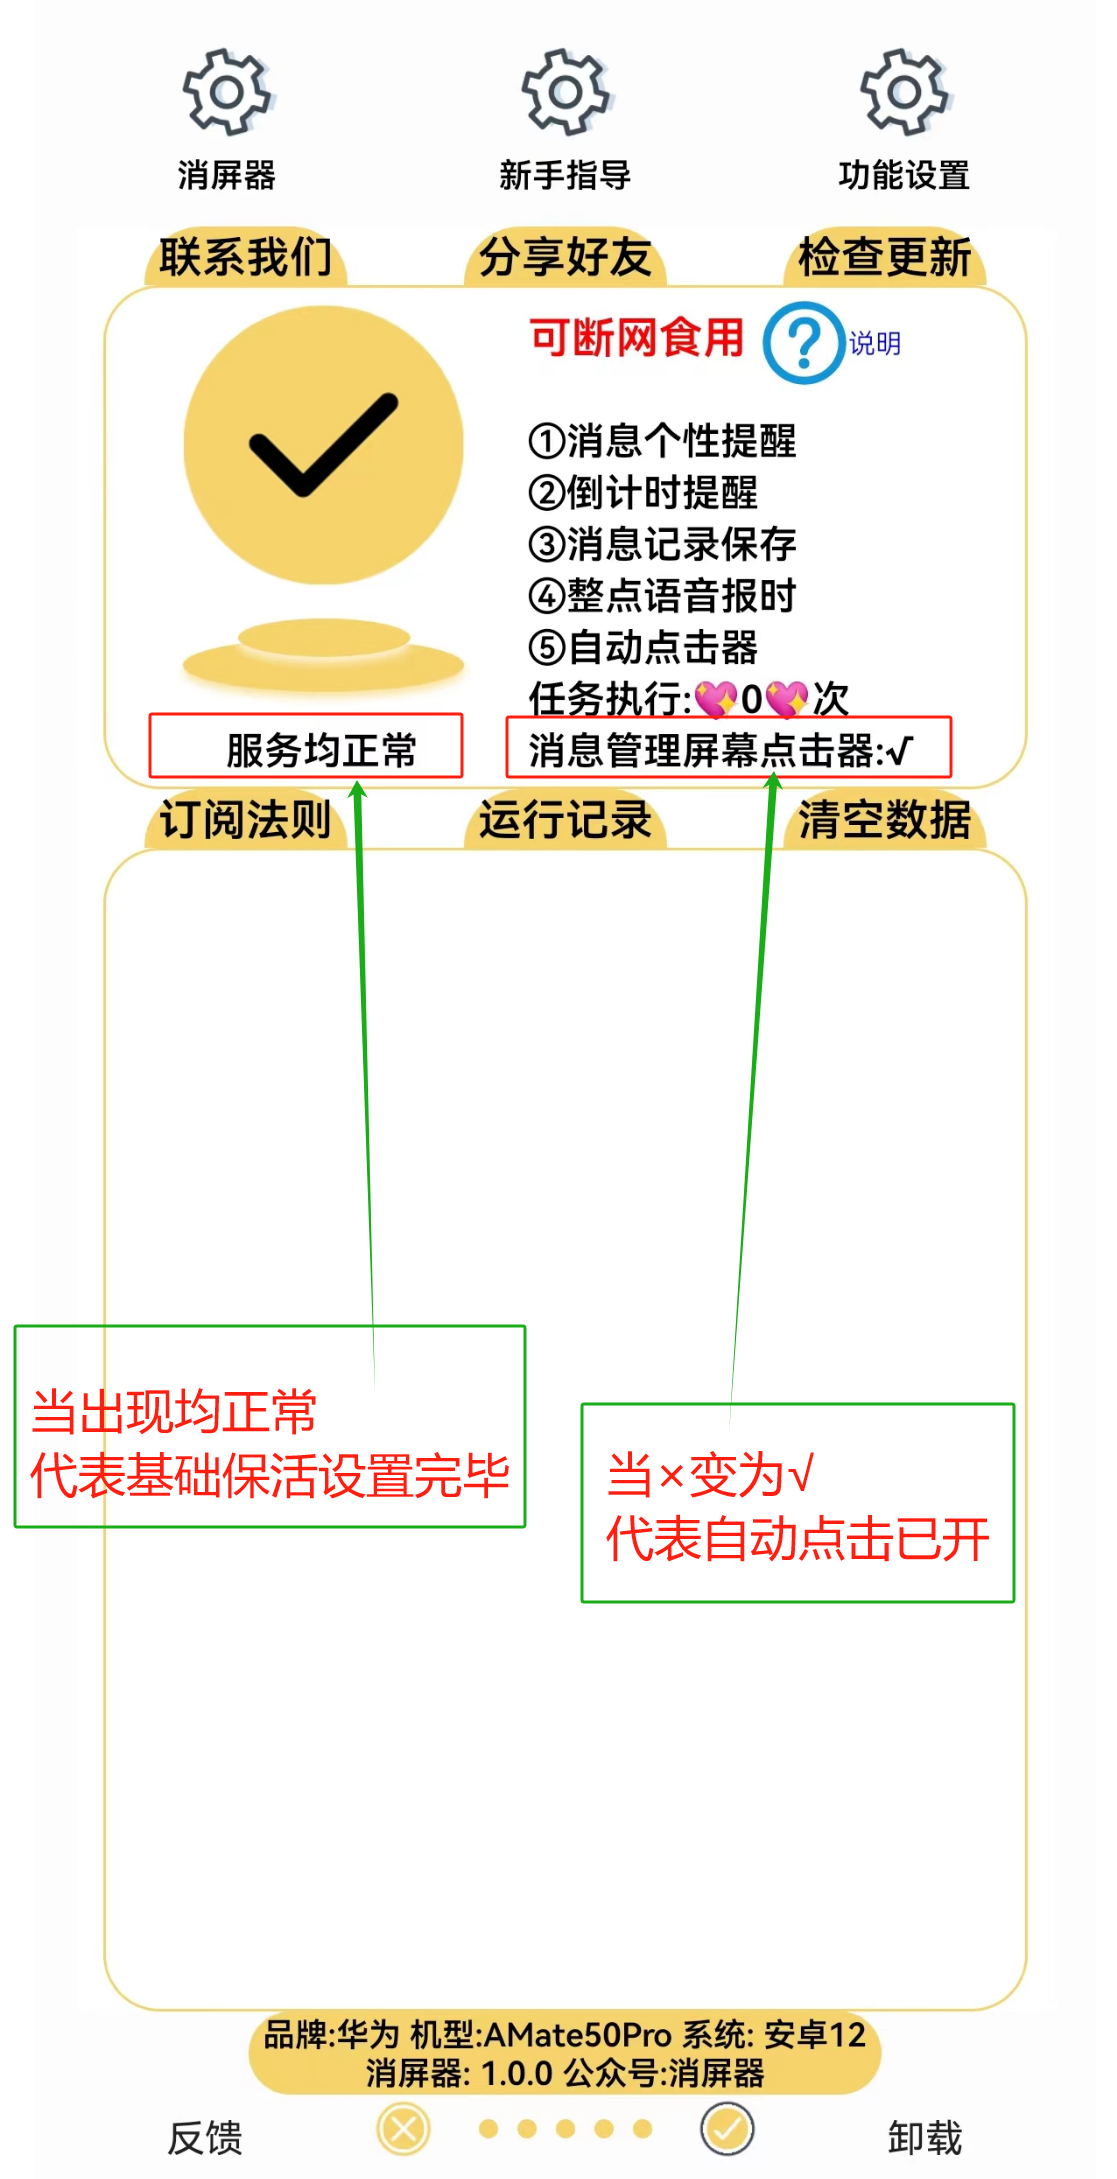 消屏器 新手指导 功能设置
联系我们 分享好友 检查更新
可断网食用 ?说明
①消息个性提醒
②倒计时提醒
③消息记录保存
④整点语音报时
⑤自动点击器
任务执行:💖0💖次
服务均正常 消息管理屏幕点击器:√
订阅法则 运行记录 清空数据
当出现均正常
代表基础保活设置完毕
当×变为√
代表自动点击已开
品牌:华为 机型:AMate50Pro 系统: 安卓12
消屏器: 1.0.0 公众号:消屏器
反馈 卸载